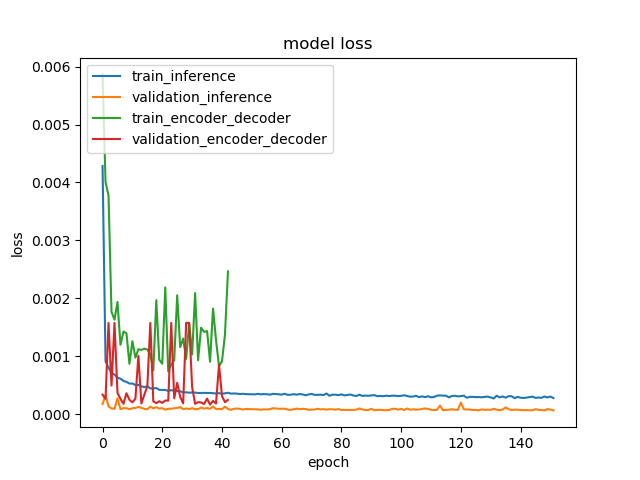 model loss
train_inference
validation_inference
train_encoder_decoder
validation_encoder_decoder
0.006
0.005
0.004
0.003
0.002
0.001
0.000
loss
0 20 40 60 80 100 120 140
epoch